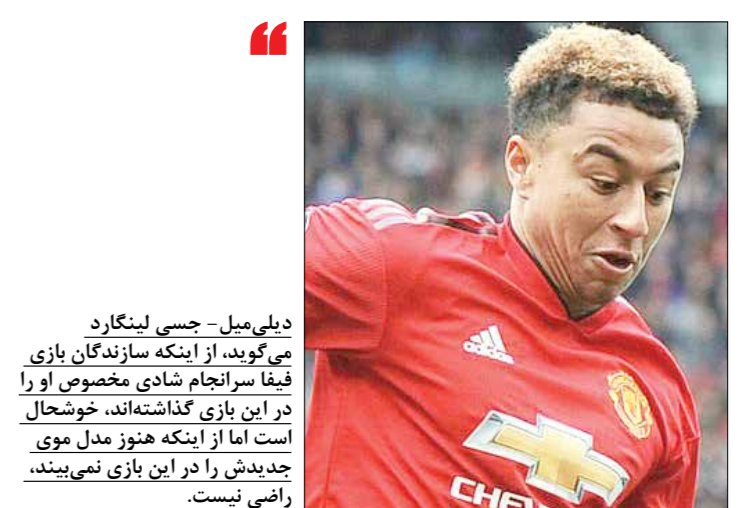 ❝
دیلی‌میل- جسی لینگارد
می‌گوید، از اینکه سازندگان بازی
فیفا سرانجام شادی مخصوص او را
در این بازی گذاشته‌اند، خوشحال
است اما از اینکه هنوز مدل موی
جدیدش را در این بازی نمی‌بیند،
راضی نیست.
adidas
CHEV